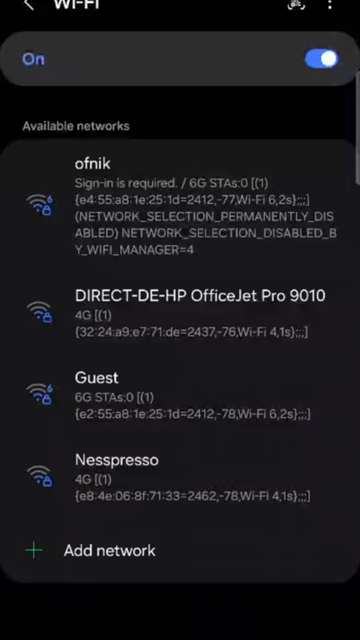 Wi-Fi
On
Available networks
ofnik
Sign-in is required. / 6G STAs:0 [(1)
{e4:55:a8:1e:25:1d=2412,-77,Wi-Fi 6,2s};;;]
(NETWORK_SELECTION_PERMANENTLY_DIS
ABLED) NETWORK_SELECTION_DISABLED_B
Y_WIFI_MANAGER=4
DIRECT-DE-HP OfficeJet Pro 9010
4G [(1)
{32:24:a9:e7:71:de=2437,-76,Wi-Fi 4,1s};;;]
Guest
6G STAs:0 [(1)
{e2:55:a8:1e:25:1d=2412,-78,Wi-Fi 6,2s};;;]
Nesspresso
4G [(1)
{e8:4e:06:8f:71:33=2462,-78,Wi-Fi 4,1s};;;]
Add network